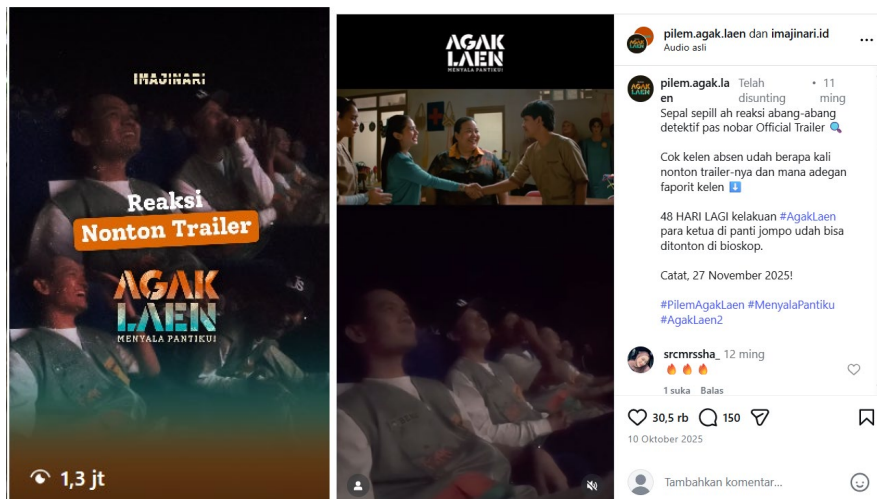 IMAJINARI
Reaksi
Nonton Trailer
AGAK
LAEN
MENYALA PANTIKU!
1,3 jt
AGAK
LAEN
MENYALA PANTIKU!
pilem.agak.laen dan imajinari.id
Audio asli
pilem.agak.la
en
Telah
disunting
• 11
ming
Sepal sepill ah reaksi abang-abang
detektif pas nobar Official Trailer 🔍
Cok kelen absen udah berapa kali
nonton trailer-nya dan mana adegan
faporit kelen ⬇️
48 HARI LAGI kelakuan #AgakLaen
para ketua di panti jompo udah bisa
ditonton di bioskop.
Catat, 27 November 2025!
#PilemAgakLaen #MenyalaPantiku
#AgakLaen2
srcmrssha_ 12 ming
🔥🔥🔥
1 suka Balas
30,5 rb 150
10 Oktober 2025
Tambahkan komentar...